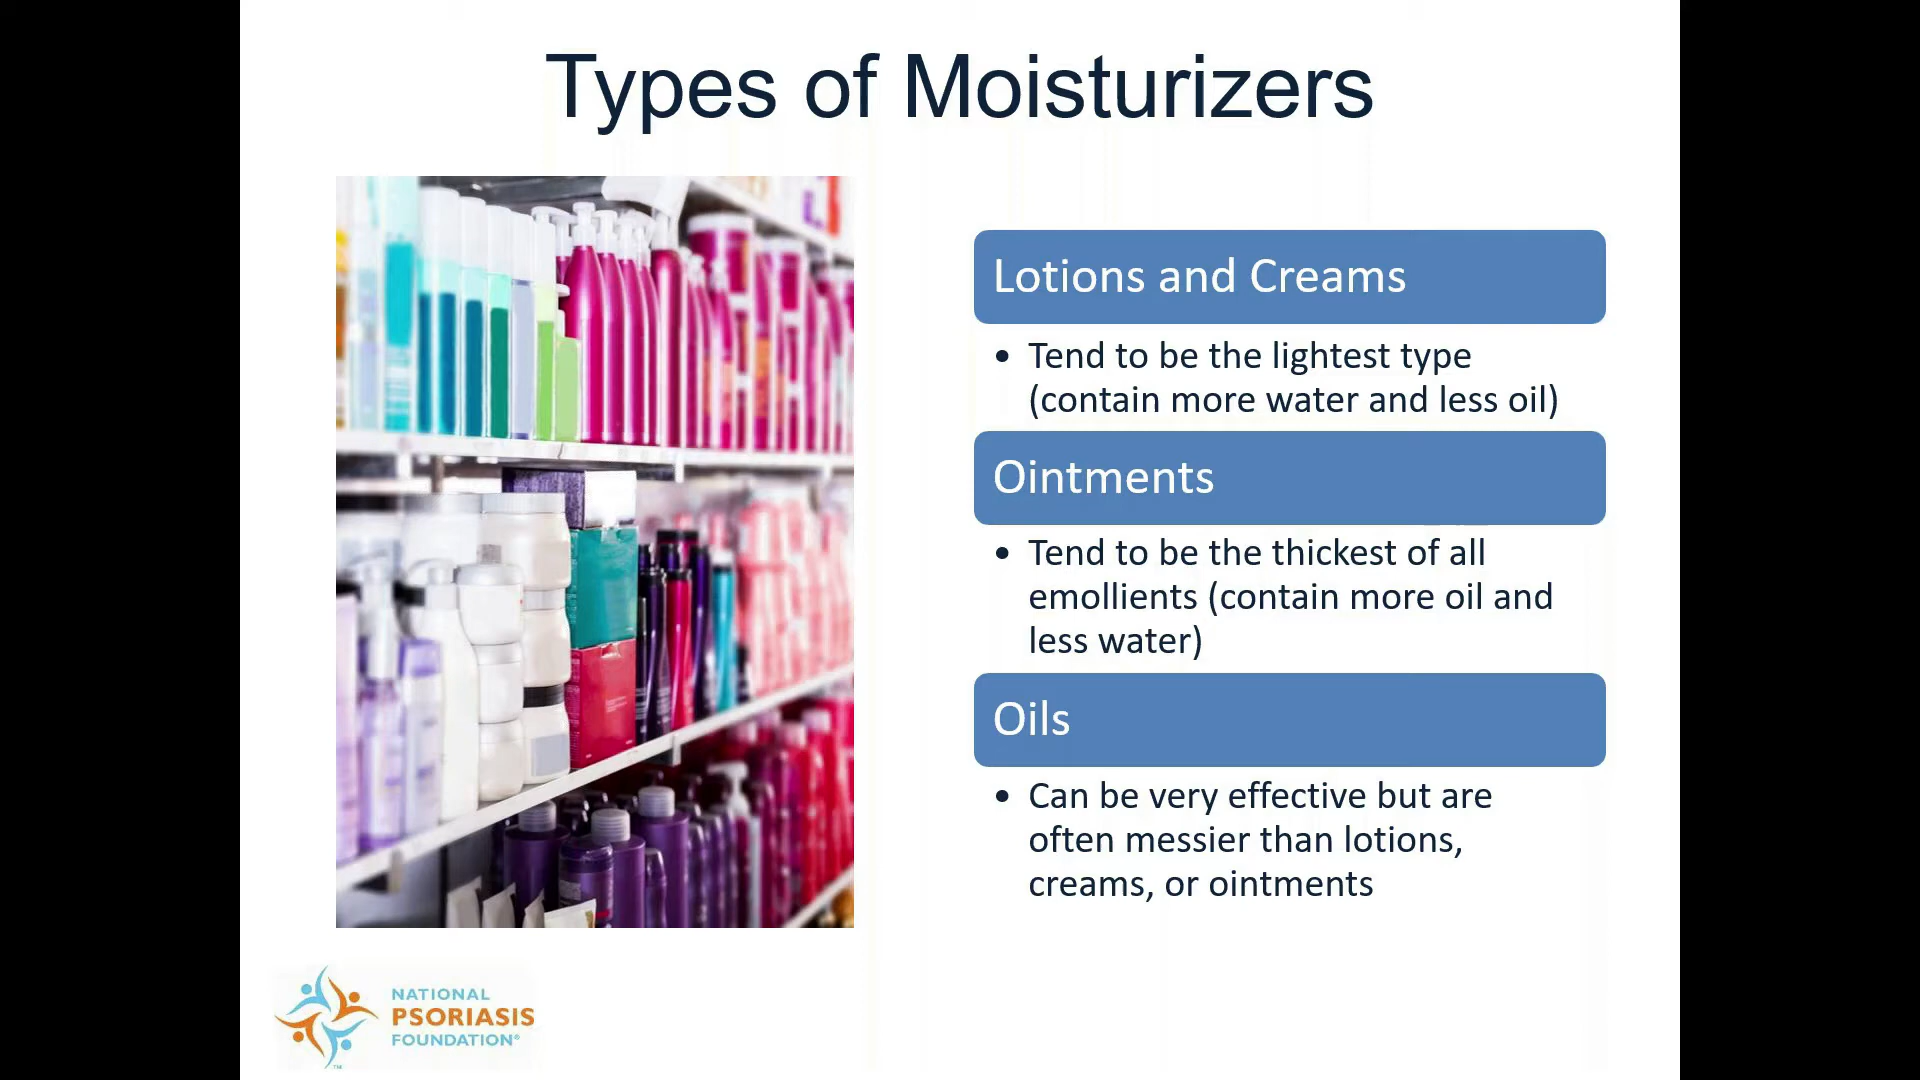 Types of Moisturizers
Lotions and Creams
• Tend to be the lightest type
(contain more water and less oil)
Ointments
• Tend to be the thickest of all
emollients (contain more oil and
less water)
Oils
• Can be very effective but are
often messier than lotions,
creams, or ointments
NATIONAL
PSORIASIS
FOUNDATION®
™